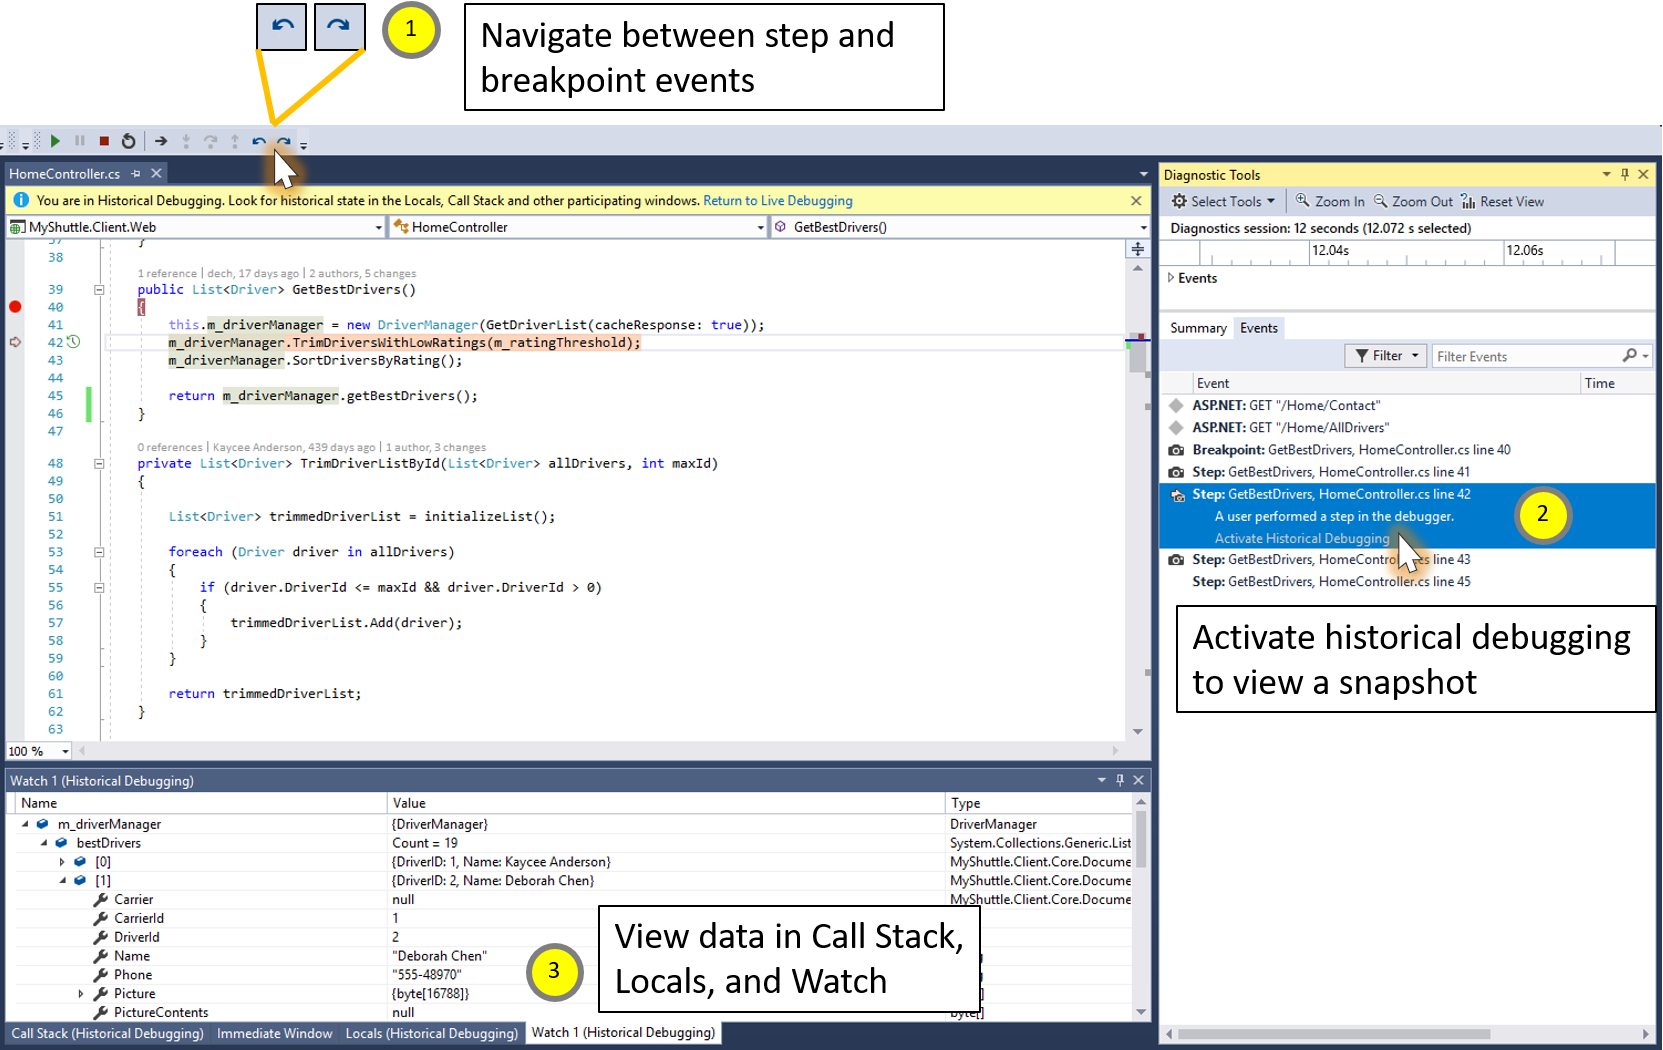 1
Navigate between step and
breakpoint events
HomeController.cs
You are in Historical Debugging. Look for historical state in the Locals, Call Stack and other participating windows. Return to Live Debugging
MyShuttle.Client.Web HomeController GetBestDrivers()
37 }
38
1 reference | dech, 17 days ago | 2 authors, 5 changes
39 public List<Driver> GetBestDrivers()
40 {
41 this.m_driverManager = new DriverManager(GetDriverList(cacheResponse: true));
42 m_driverManager.TrimDriversWithLowRatings(m_ratingThreshold);
43 m_driverManager.SortDriversByRating();
44
45 return m_driverManager.getBestDrivers();
46 }
47
0 references | Kaycee Anderson, 439 days ago | 1 author, 3 changes
48 private List<Driver> TrimDriverListById(List<Driver> allDrivers, int maxId)
49 {
50
51 List<Driver> trimmedDriverList = initializeList();
52
53 foreach (Driver driver in allDrivers)
54 {
55 if (driver.DriverId <= maxId && driver.DriverId > 0)
56 {
57 trimmedDriverList.Add(driver);
58 }
59 }
60
61 return trimmedDriverList;
62 }
63
100 %
Diagnostic Tools
Select Tools Zoom In Zoom Out Reset View
Diagnostics session: 12 seconds (12.072 s selected)
12.04s 12.06s
Events
Summary Events
Filter Filter Events
Event Time
ASP.NET: GET "/Home/Contact"
ASP.NET: GET "/Home/AllDrivers"
Breakpoint: GetBestDrivers, HomeController.cs line 40
Step: GetBestDrivers, HomeController.cs line 41
Step: GetBestDrivers, HomeController.cs line 42
A user performed a step in the debugger.
Activate Historical Debugging
2
Step: GetBestDrivers, HomeController.cs line 43
Step: GetBestDrivers, HomeController.cs line 45
Activate historical debugging
to view a snapshot
Watch 1 (Historical Debugging)
Name Value Type
m_driverManager {DriverManager} DriverManager
bestDrivers Count = 19 System.Collections.Generic.List
[0] {DriverID: 1, Name: Kaycee Anderson} MyShuttle.Client.Core.Docume
[1] {DriverID: 2, Name: Deborah Chen} MyShuttle.Client.Core.Docume
Carrier null MyShuttle.Client.Core.Docume
CarrierId 1
DriverId 2
Name "Deborah Chen"
Phone "555-48970"
Picture {byte[16788]}
PictureContents null byte[]
3
View data in Call Stack,
Locals, and Watch
Call Stack (Historical Debugging) Immediate Window Locals (Historical Debugging) Watch 1 (Historical Debugging)